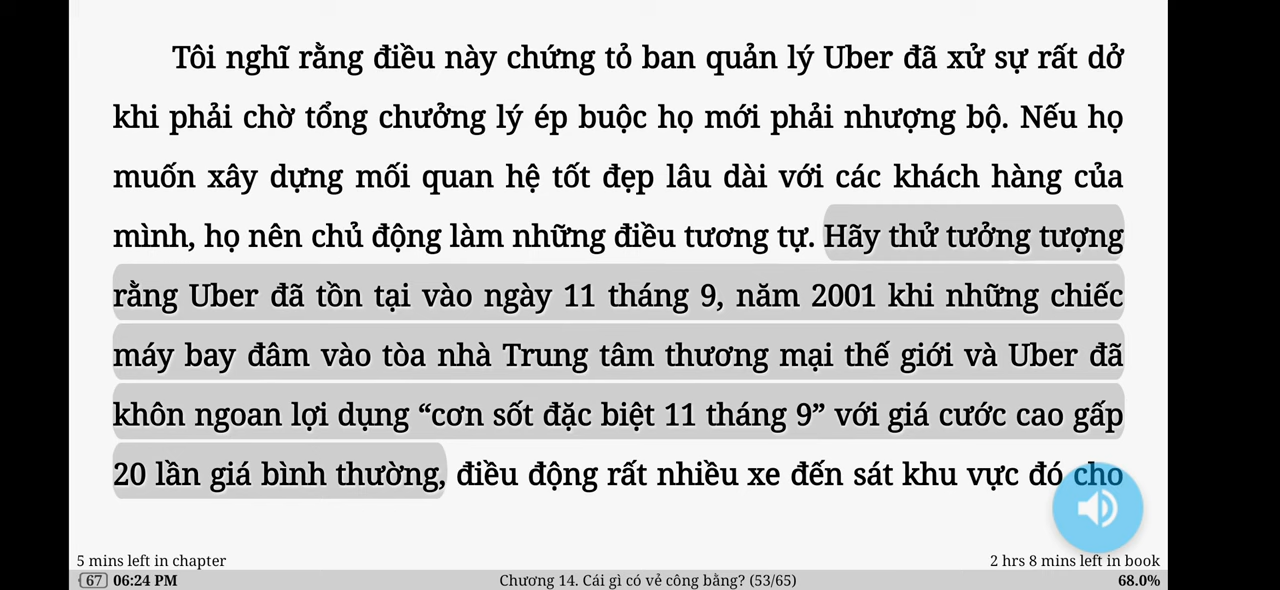 Tôi nghĩ rằng điều này chứng tỏ ban quản lý Uber đã xử sự rất dở
khi phải chờ tổng chưởng lý ép buộc họ mới phải nhượng bộ. Nếu họ
muốn xây dựng mối quan hệ tốt đẹp lâu dài với các khách hàng của
mình, họ nên chủ động làm những điều tương tự. Hãy thử tưởng tượng
rằng Uber đã tồn tại vào ngày 11 tháng 9, năm 2001 khi những chiếc
máy bay đâm vào tòa nhà Trung tâm thương mại thế giới và Uber đã
khôn ngoan lợi dụng “cơn sốt đặc biệt 11 tháng 9” với giá cước cao gấp
20 lần giá bình thường, điều động rất nhiều xe đến sát khu vực đó cho
5 mins left in chapter 2 hrs 8 mins left in book
67 06:24 PM Chương 14. Cái gì có vẻ công bằng? (53/65) 68.0%